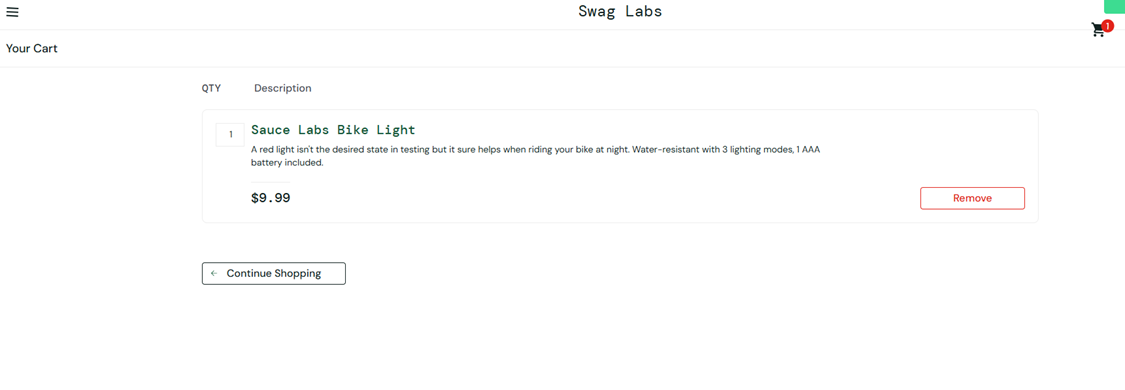 Swag Labs
1
Your Cart
QTY Description
1
Sauce Labs Bike Light
A red light isn't the desired state in testing but it sure helps when riding your bike at night. Water-resistant with 3 lighting modes, 1 AAA
battery included.
$9.99
Remove
← Continue Shopping